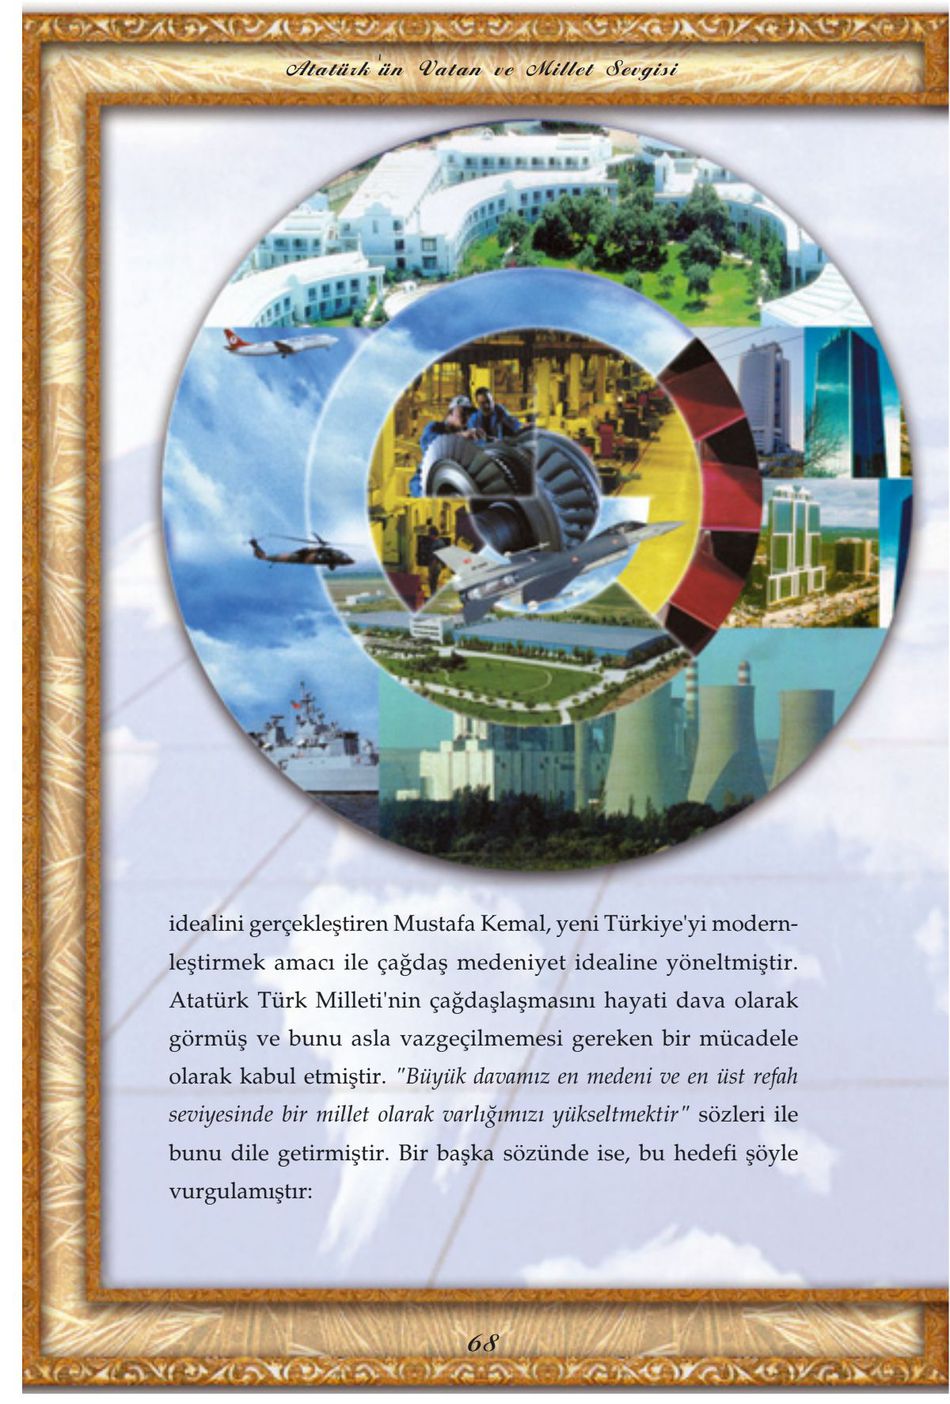 Atatürk'ün Vatan ve Millet Sevgisi
idealini gerçekleştiren Mustafa Kemal, yeni Türkiye'yi modern-
leştirmek amacı ile çağdaş medeniyet idealine yöneltmiştir.
Atatürk Türk Milleti'nin çağdaşlaşmasını hayati dava olarak
görmüş ve bunu asla vazgeçilmemesi gereken bir mücadele
olarak kabul etmiştir. "Büyük davamız en medeni ve en üst refah
seviyesinde bir millet olarak varlığımızı yükseltmektir" sözleri ile
bunu dile getirmiştir. Bir başka sözünde ise, bu hedefi şöyle
vurgulamıştır:
68